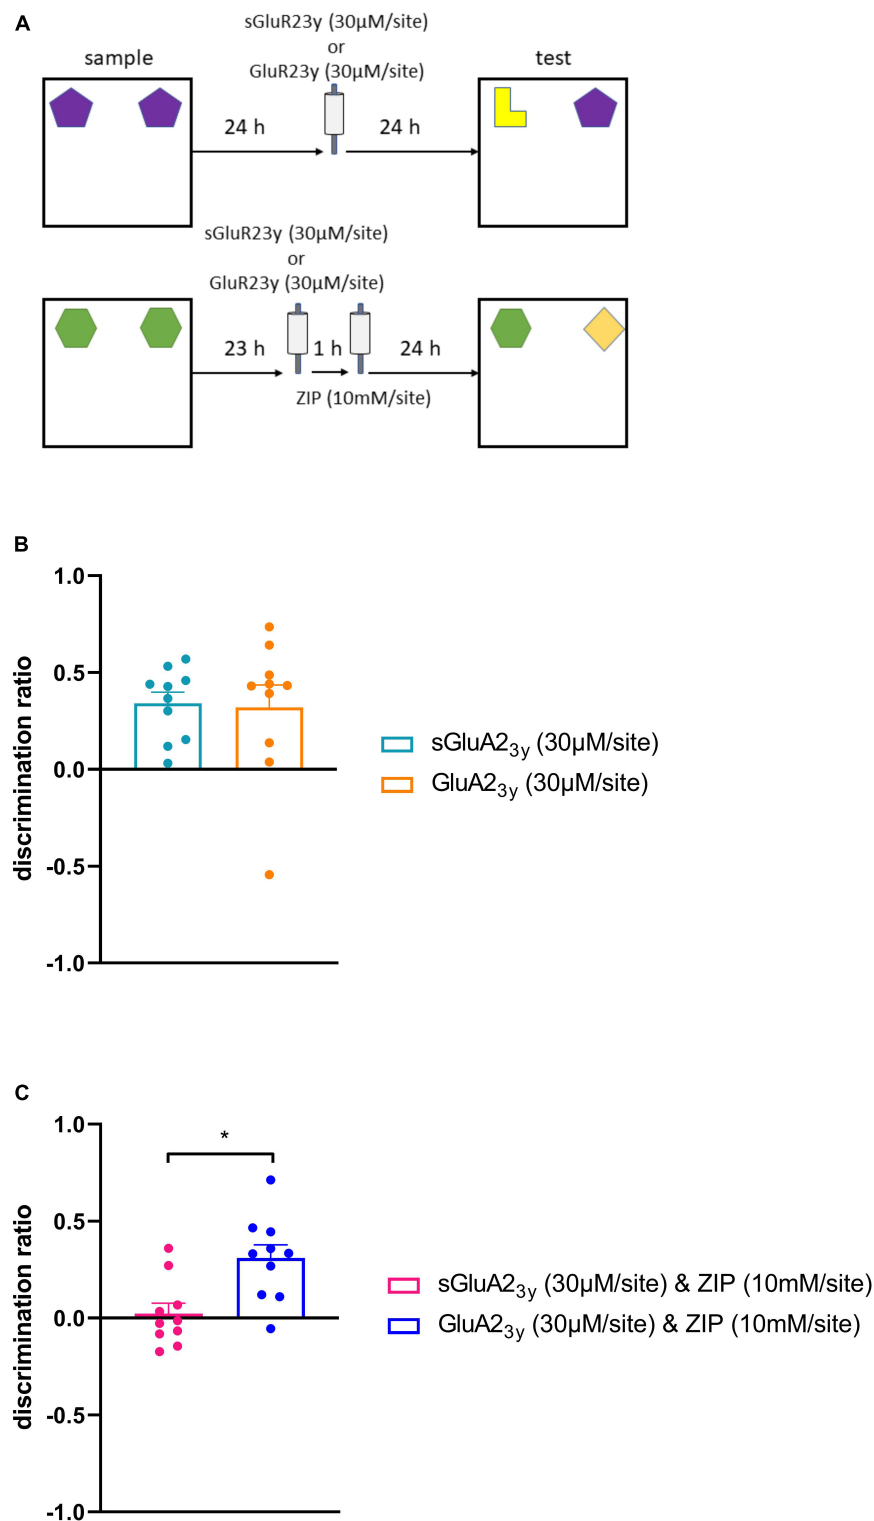 A
sGluR23y (30µM/site)
or
GluR23y (30µM/site)
sample
test
24 h
24 h
sGluR23y (30µM/site)
or
GluR23y (30µM/site)
23 h
1 h
24 h
ZIP (10mM/site)
B
1.0
0.5
0.0
-0.5
-1.0
discrimination ratio
sGluA23y (30µM/site)
GluA23y (30µM/site)
C
1.0
0.5
0.0
-0.5
-1.0
discrimination ratio
*
sGluA23y (30µM/site) & ZIP (10mM/site)
GluA23y (30µM/site) & ZIP (10mM/site)